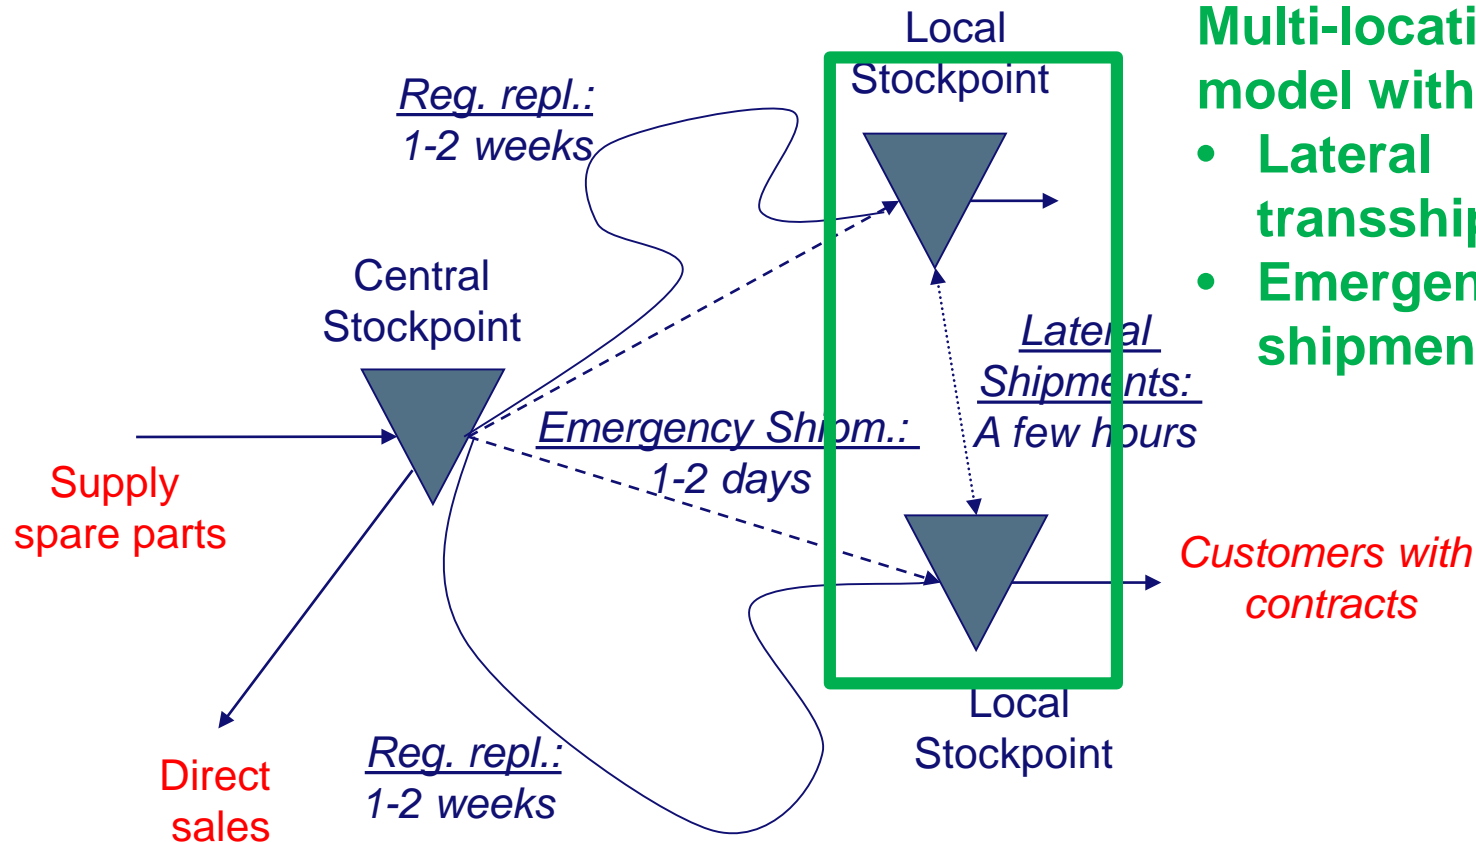 Local
Stockpoint
Multi-locati
model with
• Lateral
transship
• Emergen
shipmen
Reg. repl.:
1-2 weeks
Central
Stockpoint
Lateral
Shipments:
A few hours
Emergency Shipm.:
1-2 days
Supply
spare parts
Customers with
contracts
Local
Stockpoint
Reg. repl.:
1-2 weeks
Direct
sales